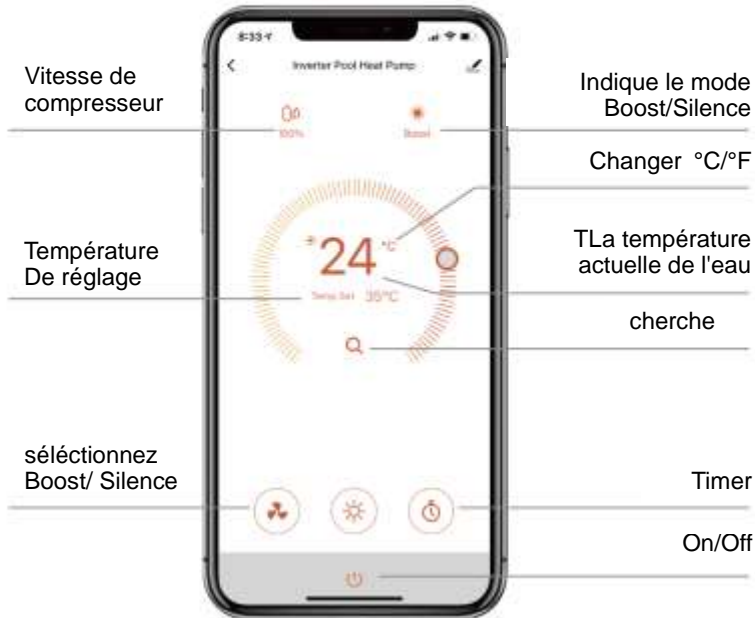 8:33
Inverter Pool Heat Pump
Vitesse de
compresseur
Indique le mode
Boost/Silence
100%
Boost
Changer °C/°F
Température
De réglage
24 °C
Temp Set 35°C
TLa température
actuelle de l'eau
cherche
séléctionnez
Boost/ Silence
Timer
On/Off